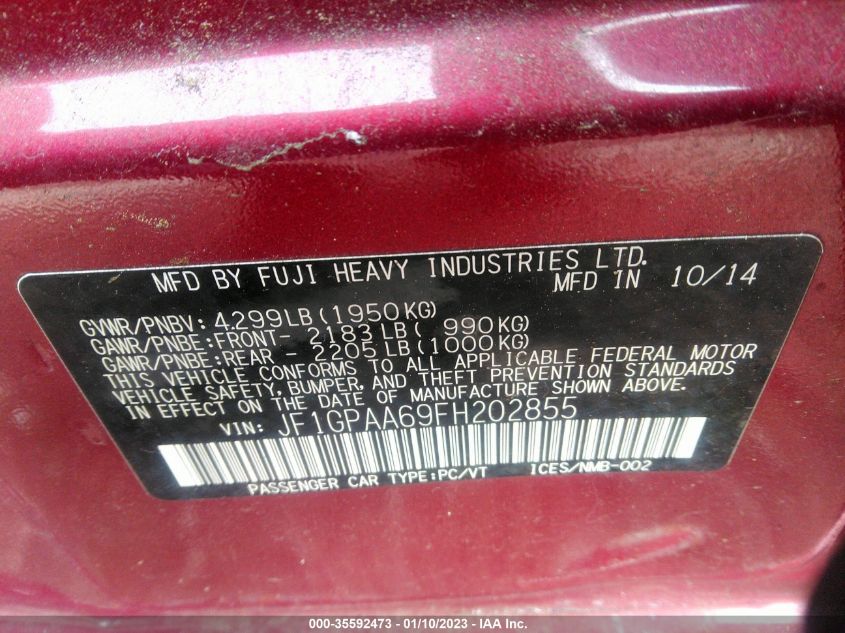 MFD BY FUJI HEAVY INDUSTRIES LTD.
MFD IN 10/14
GVWR/PNBV: 4299LB (1950KG)
GAWR/PNBE: FRONT- 2183LB ( 990KG)
GAWR/PNBE: REAR - 2205LB (1000KG)
THIS VEHICLE CONFORMS TO ALL APPLICABLE FEDERAL MOTOR
VEHICLE SAFETY, BUMPER, AND THEFT PREVENTION STANDARDS
IN EFFECT ON THE DATE OF MANUFACTURE SHOWN ABOVE.
VIN: JF1GPAA69FH202855
PASSENGER CAR TYPE: PC/VT ICES/NMB-002
000-35592473 - 01/10/2023 - IAA Inc.